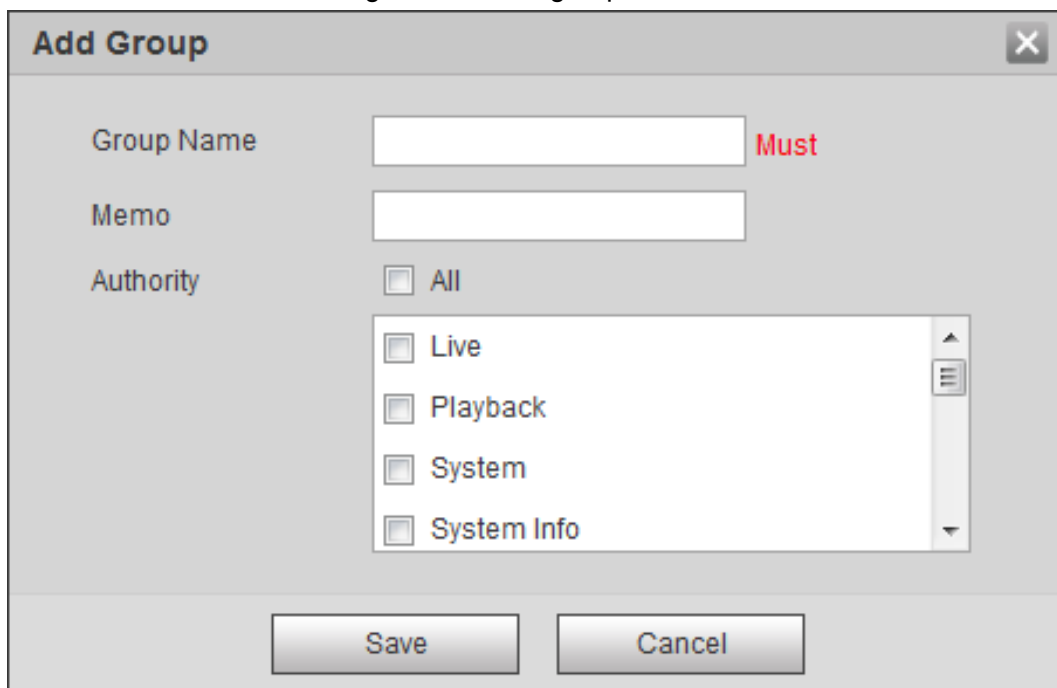 Add Group
Group Name Must
Memo
Authority All
Live
Playback
System
System Info
Save Cancel